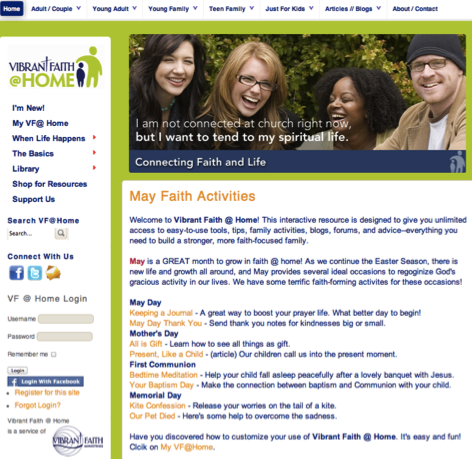 Home Adult / Couple Young Adult Young Family Teen Family Just For Kids Articles // Blogs About / Contact
VIBRANT FAITH
@HOME
I'm New!
My VF@ Home
When Life Happens
The Basics
Library
Shop for Resources
Support Us
Search VF@Home
Search...
Connect With Us
VF @ Home Login
Username
Password
Remember me
Login
Login With Facebook
Register for this site
Forgot Login?
Vibrant Faith @ Home
is a service of
VIBRANT FAITH
MINISTRIES
I am not connected at church right now,
but I want to tend to my spiritual life.
Connecting Faith and Life
May Faith Activities
Welcome to Vibrant Faith @ Home! This interactive resource is designed to give you unlimited
access to easy-to-use tools, tips, family activities, blogs, forums, and advice–everything you
need to build a stronger, more faith-focused family.
May is a GREAT month to grow in faith @ home! As we continue the Easter Season, there is
new life and growth all around, and May provides several ideal occasions to regoginize God's
gracious activity in our lives. We have some terrific faith-forming activites for these occasions!
May Day
Keeping a Journal - A great way to boost your prayer life. What better day to begin!
May Day Thank You - Send thank you notes for kindnesses big or small.
Mother's Day
All is Gift - Learn how to see all things as gift.
Present, Like a Child - (article) Our children call us into the present moment.
First Communion
Bedtime Meditation - Help your child fall asleep peacefully after a lovely banquet with Jesus.
Your Baptism Day - Make the connection between baptism and Communion with your child.
Memorial Day
Kite Confession - Release your worries on the tail of a kite.
Our Pet Died - Here's some help to overcome the sadness.
Have you discovered how to customize your use of Vibrant Faith @ Home. It's easy and fun!
Clcik on My VF@Home.